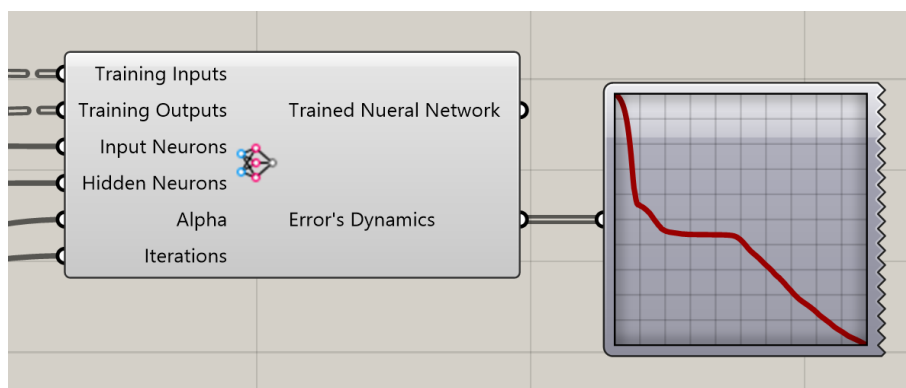 Training Inputs
Training Outputs
Trained Nueral Network
Input Neurons
Hidden Neurons
Alpha
Error's Dynamics
Iterations